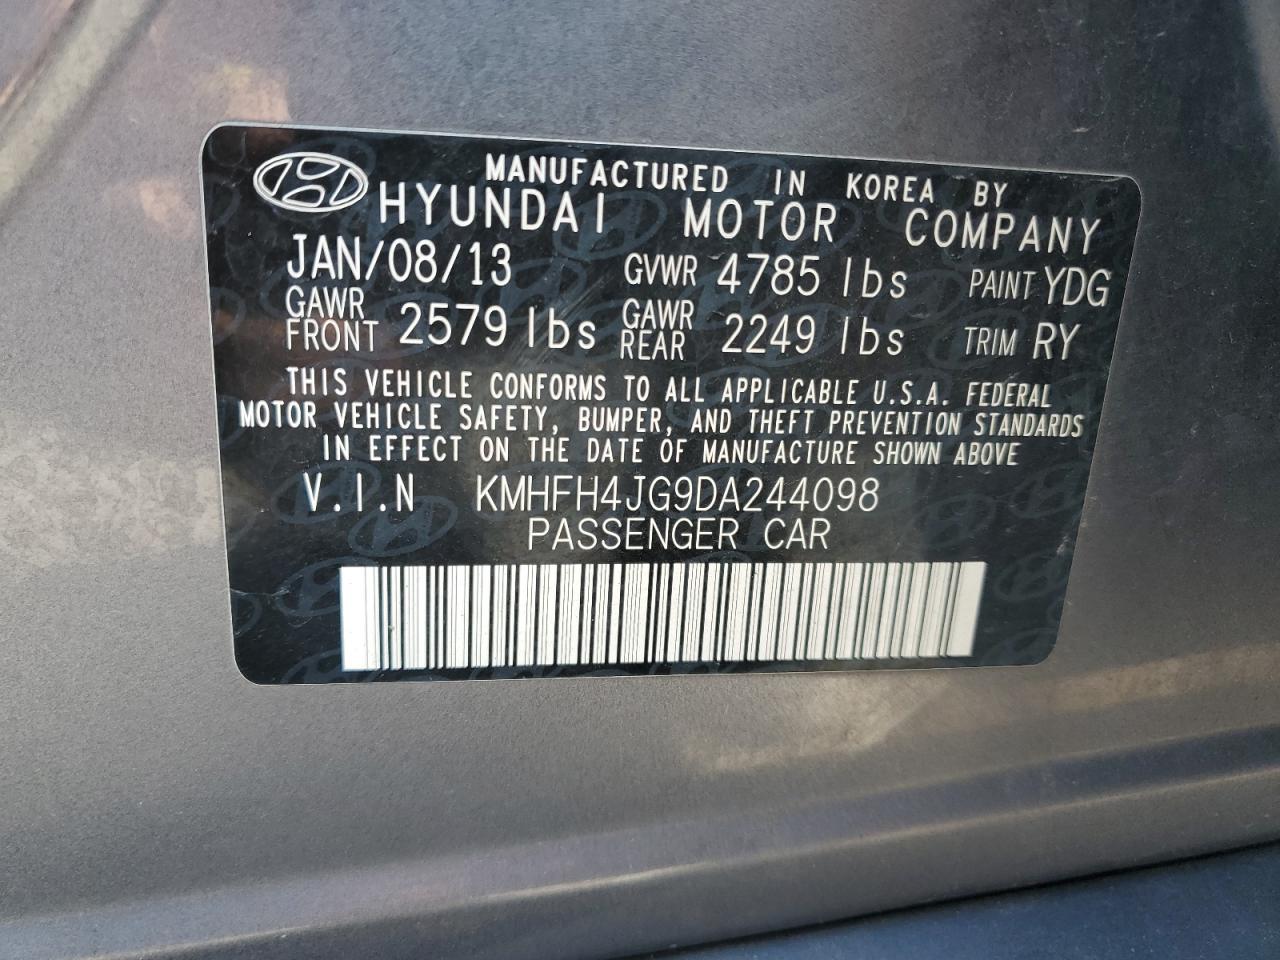 MANUFACTURED IN KOREA BY
HYUNDAI MOTOR COMPANY
JAN/08/13 GVWR 4785 lbs PAINT YDG
GAWR FRONT 2579 lbs GAWR REAR 2249 lbs TRIM RY
THIS VEHICLE CONFORMS TO ALL APPLICABLE U.S.A. FEDERAL
MOTOR VEHICLE SAFETY, BUMPER, AND THEFT PREVENTION STANDARDS
IN EFFECT ON THE DATE OF MANUFACTURE SHOWN ABOVE
V.I.N KMHFH4JG9DA244098
PASSENGER CAR